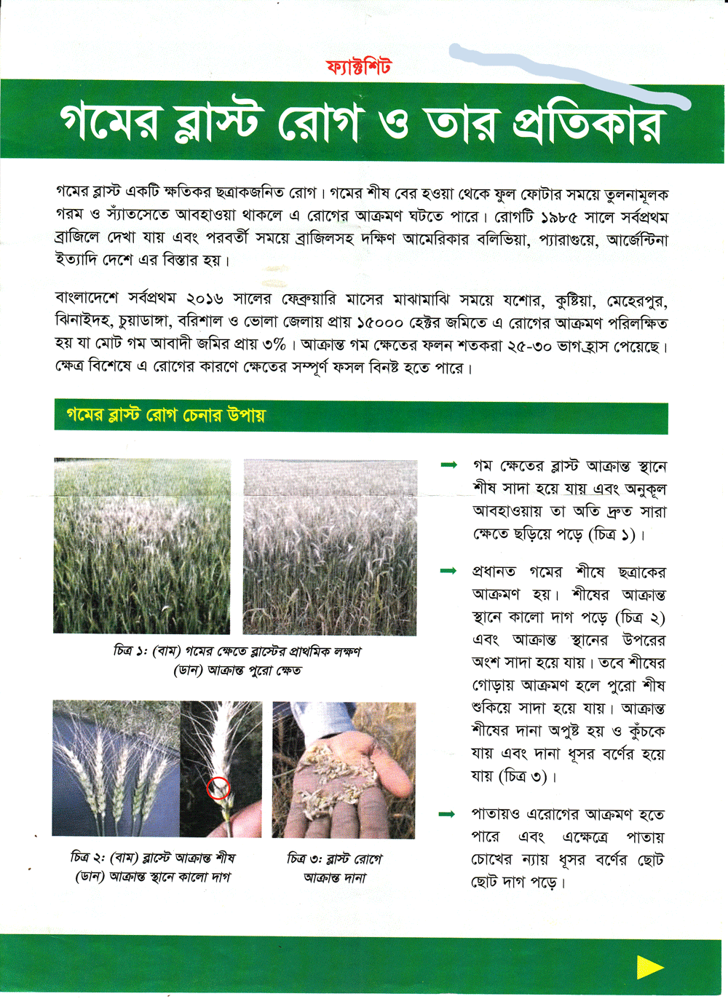 ফ্যাক্টশিট
গমের ব্লাস্ট রোগ ও তার প্রতিকার
গমের ব্লাস্ট একটি ক্ষতিকর ছত্রাকজনিত রোগ। গমের শীষ বের হওয়া থেকে ফুল ফোটার সময়ে তুলনামূলক
গরম ও স্যাঁতসেতে আবহাওয়া থাকলে এ রোগের আক্রমণ ঘটতে পারে। রোগটি ১৯৮৫ সালে সর্বপ্রথম
ব্রাজিলে দেখা যায় এবং পরবর্তী সময়ে ব্রাজিলসহ দক্ষিণ আমেরিকার বলিভিয়া, প্যারাগুয়ে, আর্জেন্টিনা
ইত্যাদি দেশে এর বিস্তার হয়।
বাংলাদেশে সর্বপ্রথম ২০১৬ সালের ফেব্রুয়ারি মাসের মাঝামাঝি সময়ে যশোর, কুষ্টিয়া, মেহেরপুর,
ঝিনাইদহ, চুয়াডাঙ্গা, বরিশাল ও ভোলা জেলায় প্রায় ১৫০০০ হেক্টর জমিতে এ রোগের আক্রমণ পরিলক্ষিত
হয় যা মোট গম আবাদী জমির প্রায় ৩%। আক্রান্ত গম ক্ষেতের ফলন শতকরা ২৫-৩০ ভাগ হ্রাস পেয়েছে।
ক্ষেত্র বিশেষে এ রোগের কারণে ক্ষেতের সম্পূর্ণ ফসল বিনষ্ট হতে পারে।
গমের ব্লাস্ট রোগ চেনার উপায়
গম ক্ষেতের ব্লাস্ট আক্রান্ত স্থানে
শীষ সাদা হয়ে যায় এবং অনুকূল
আবহাওয়ায় তা অতি দ্রুত সারা
ক্ষেতে ছড়িয়ে পড়ে (চিত্র ১)।
প্রধানত গমের শীষে ছত্রাকের
আক্রমণ হয়। শীষের আক্রান্ত
স্থানে কালো দাগ পড়ে (চিত্র ২)
এবং আক্রান্ত স্থানের উপরের
অংশ সাদা হয়ে যায়। তবে শীষের
গোড়ায় আক্রমণ হলে পুরো শীষ
শুকিয়ে সাদা হয়ে যায়। আক্রান্ত
শীষের দানা অপুষ্ট হয় ও কুঁচকে
যায় এবং দানা ধূসর বর্ণের হয়ে
যায় (চিত্র ৩)।
পাতায়ও এরোগের আক্রমণ হতে
পারে এবং এক্ষেত্রে পাতায়
চোখের ন্যায় ধূসর বর্ণের ছোট
ছোট দাগ পড়ে।
চিত্র ১: (বাম) গমের ক্ষেতে ব্লাস্টের প্রাথমিক লক্ষণ
(ডান) আক্রান্ত পুরো ক্ষেত
চিত্র ২: (বাম) ব্লাস্টে আক্রান্ত শীষ
(ডান) আক্রান্ত স্থানে কালো দাগ
চিত্র ৩: ব্লাস্ট রোগে
আক্রান্ত দানা